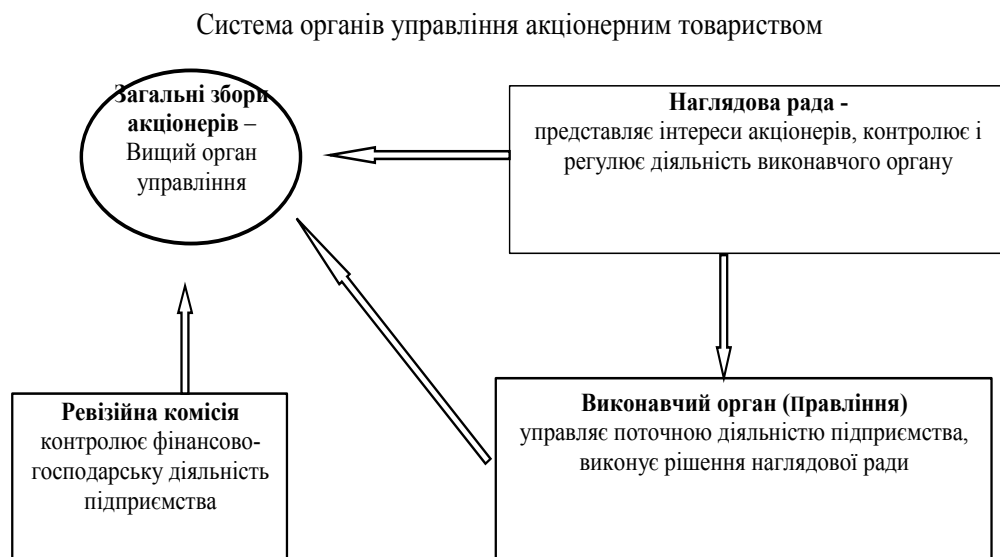 Система органів управління акціонерним товариством
Загальні збори
акціонерів –
Вищий орган
управління
Наглядова рада -
представляє інтереси акціонерів, контролює і
регулює діяльність виконавчого органу
Ревізійна комісія
контролює фінансово-
господарську діяльність
підприємства
Виконавчий орган (Правління)
управляє поточною діяльністю підприємства,
виконує рішення наглядової ради